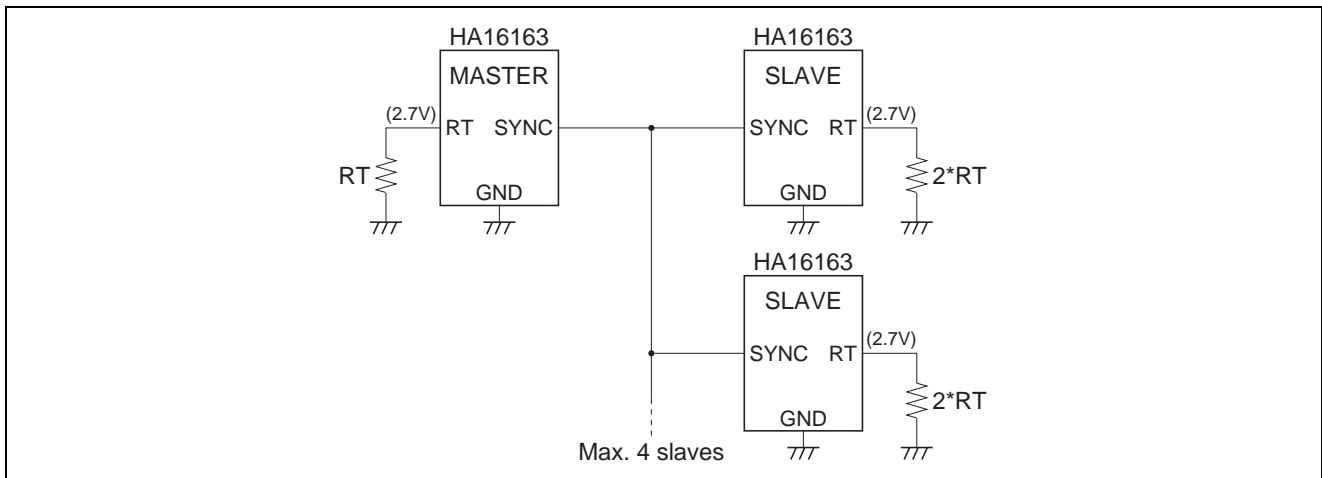 HA16163
MASTER
(2.7V)
RT SYNC
RT
GND
HA16163
SLAVE
(2.7V)
SYNC RT
2*RT
GND
HA16163
SLAVE
(2.7V)
SYNC RT
2*RT
GND
Max. 4 slaves